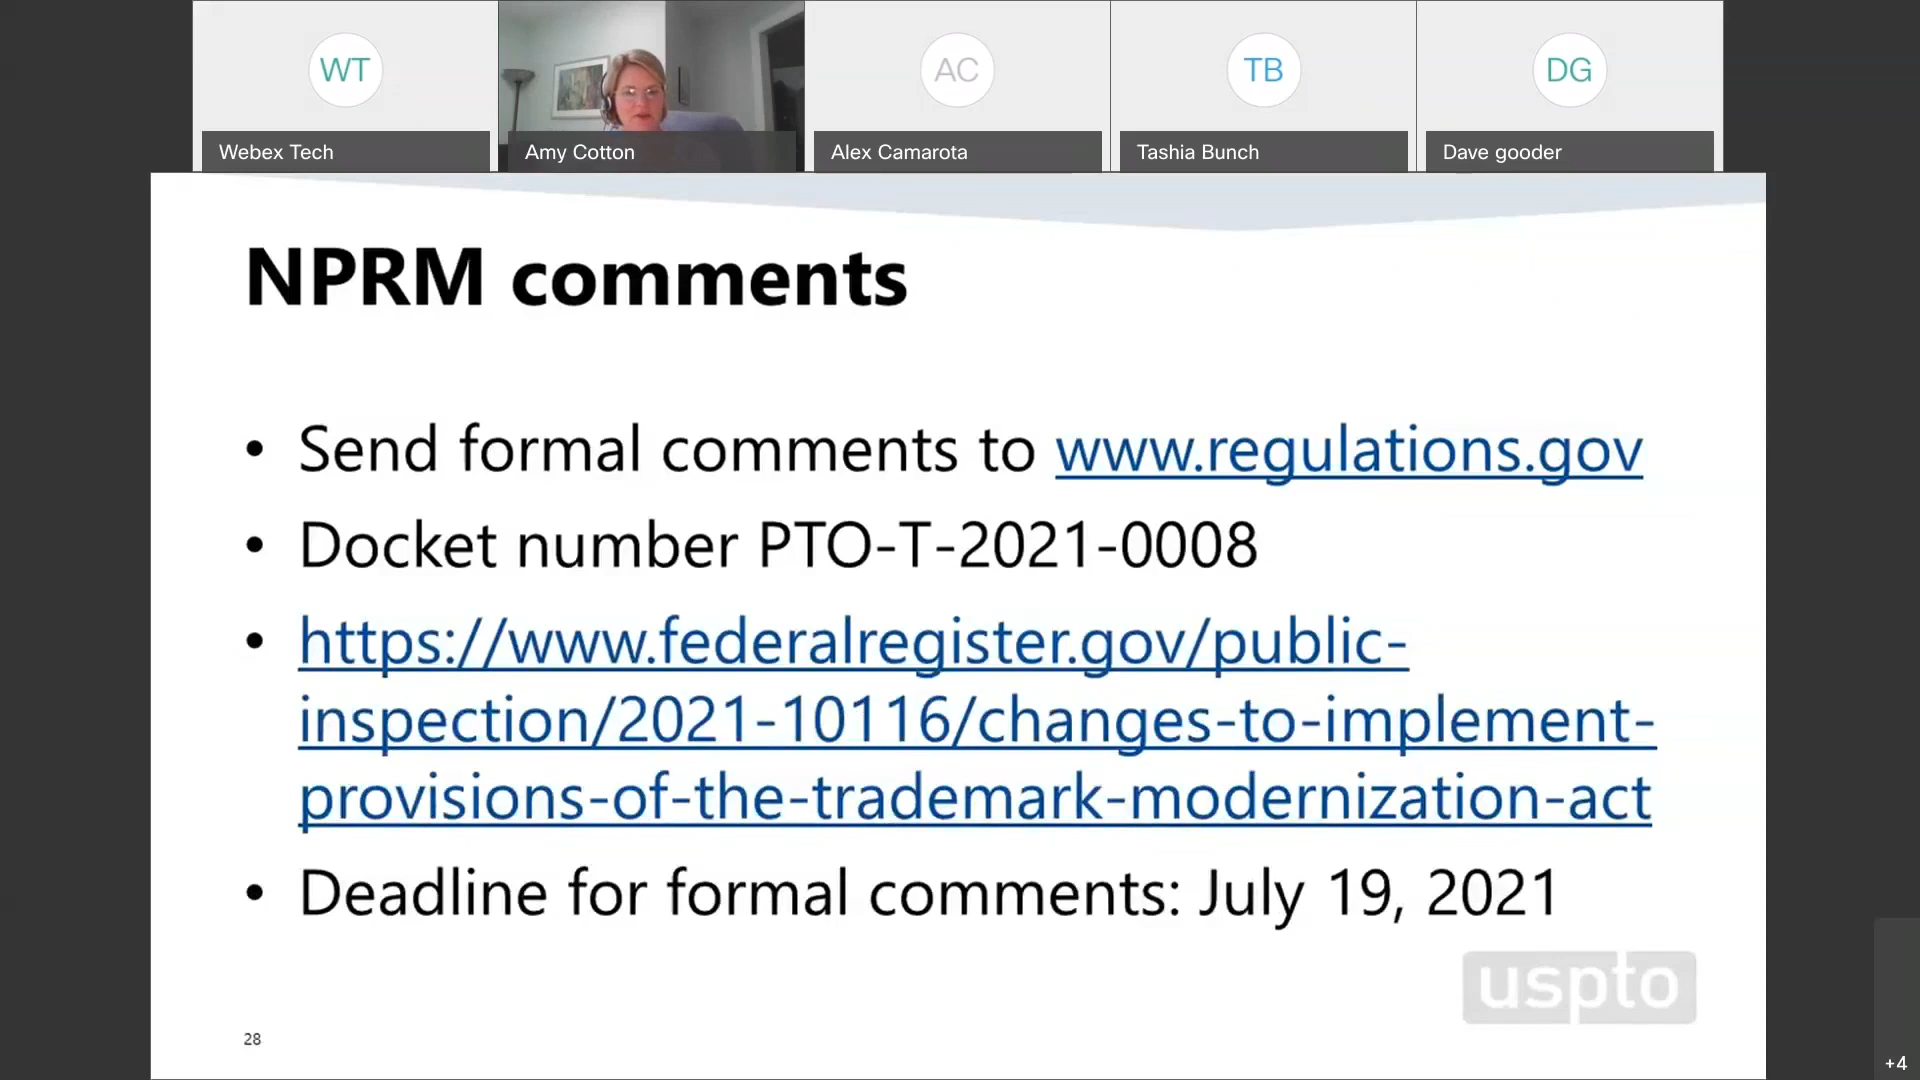 WT
AC
TB
DG
Webex Tech
Amy Cotton
Alex Camarota
Tashia Bunch
Dave gooder
NPRM comments
• Send formal comments to www.regulations.gov
• Docket number PTO-T-2021-0008
• https://www.federalregister.gov/public-
inspection/2021-10116/changes-to-implement-
provisions-of-the-trademark-modernization-act
• Deadline for formal comments: July 19, 2021
uspto
28
+4